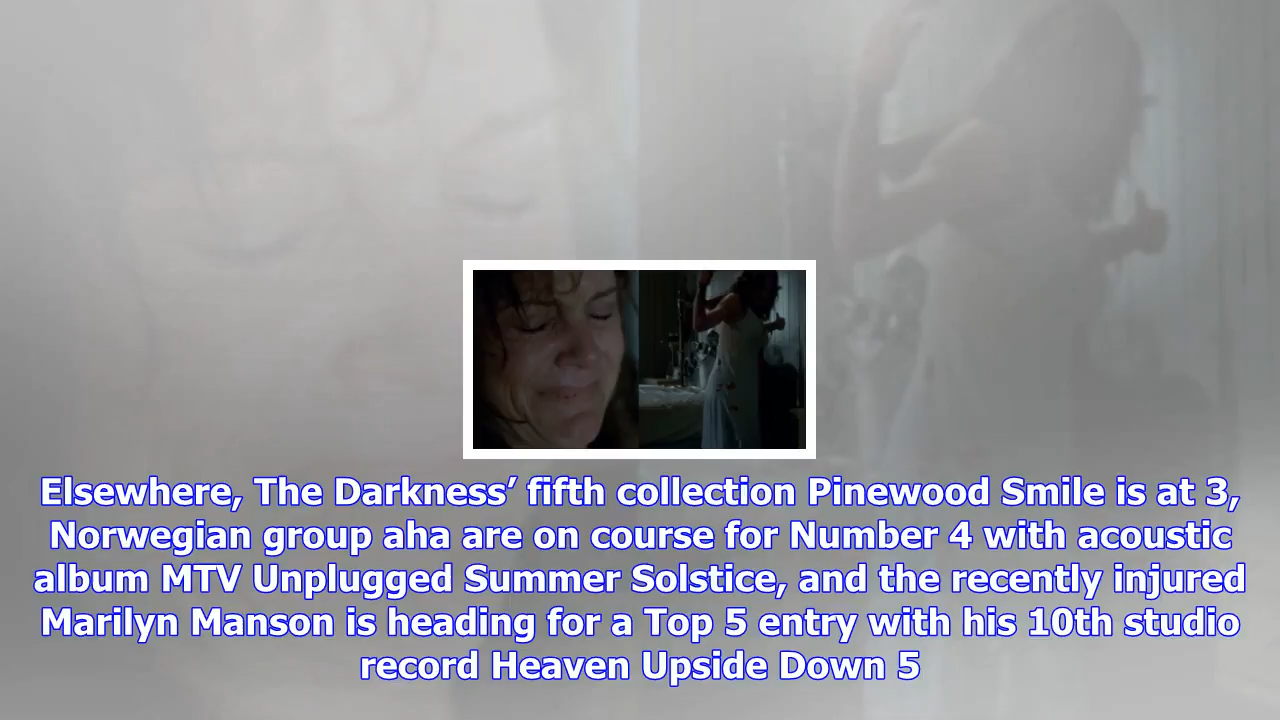 Elsewhere, The Darkness’ fifth collection Pinewood Smile is at 3,
Norwegian group aha are on course for Number 4 with acoustic
album MTV Unplugged Summer Solstice, and the recently injured
Marilyn Manson is heading for a Top 5 entry with his 10th studio
record Heaven Upside Down 5